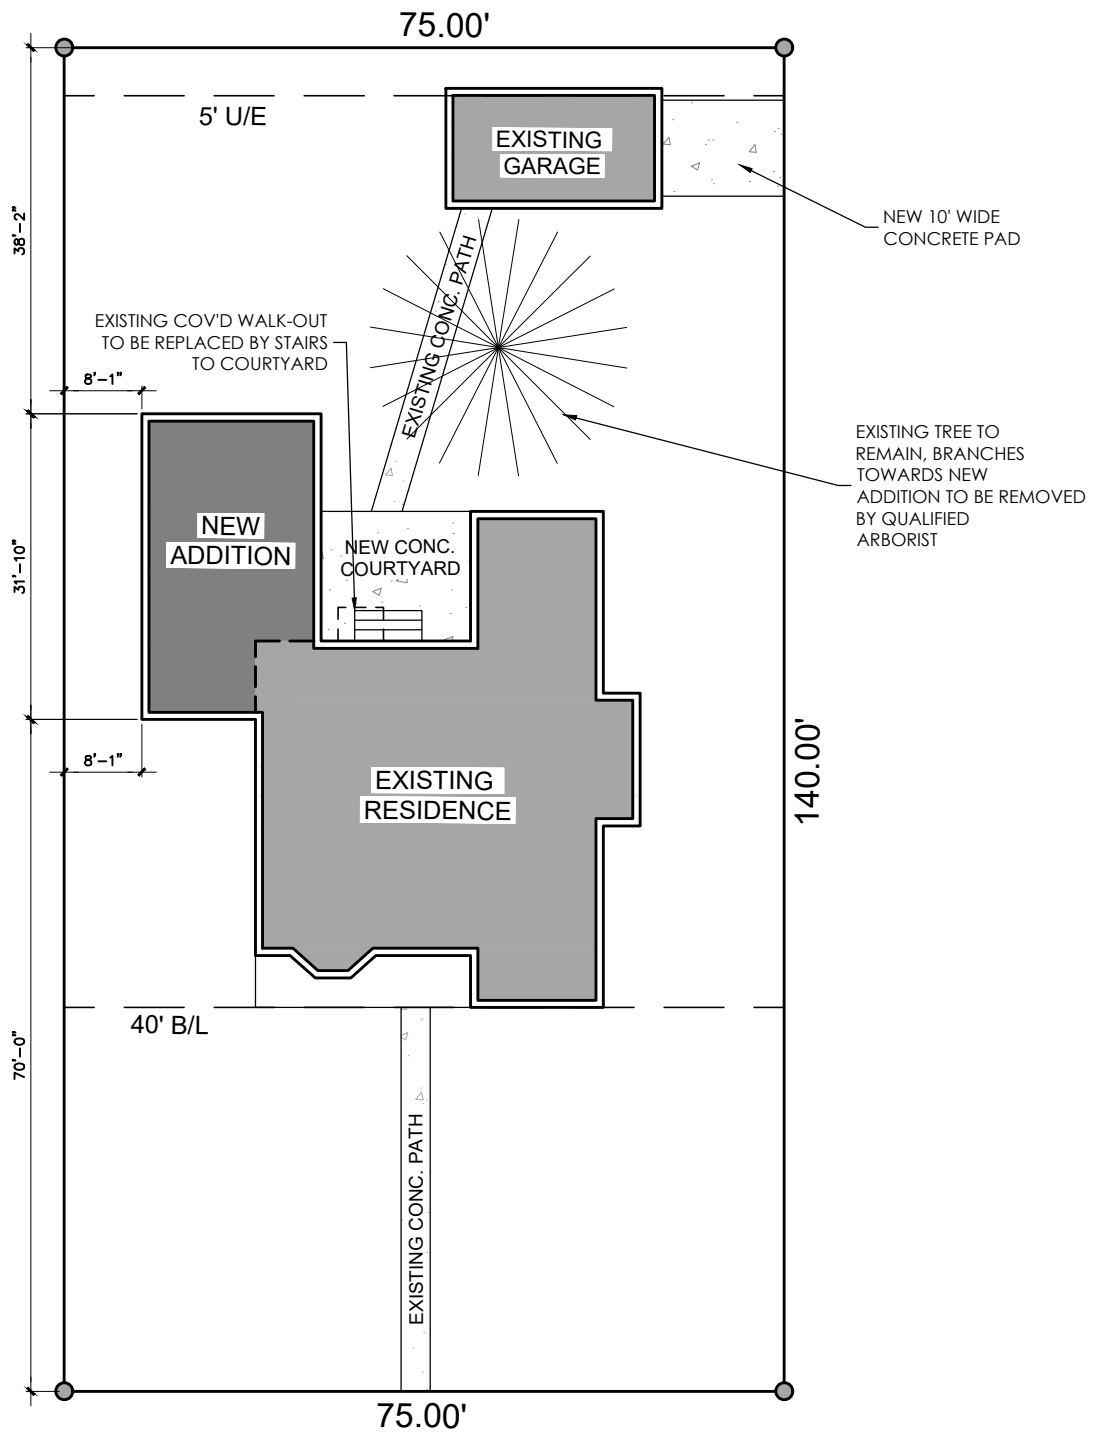 75.00'
5' U/E
EXISTING
GARAGE
NEW 10' WIDE
CONCRETE PAD
38'-2"
EXISTING CONC. PATH
EXISTING COV'D WALK-OUT
TO BE REPLACED BY STAIRS
TO COURTYARD
8'-1"
EXISTING TREE TO
REMAIN, BRANCHES
TOWARDS NEW
ADDITION TO BE REMOVED
BY QUALIFIED
ARBORIST
NEW
ADDITION
NEW CONC.
COURTYARD
31'-10"
8'-1"
EXISTING
RESIDENCE
140.00'
40' B/L
70'-0"
EXISTING CONC. PATH
75.00'